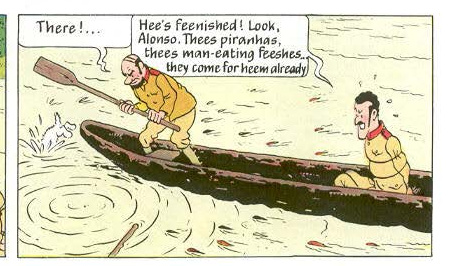 There!...
Hee's feenished! Look,
Alonso. Thees piranhas,
thees man-eating feeshes...
they come for heem already